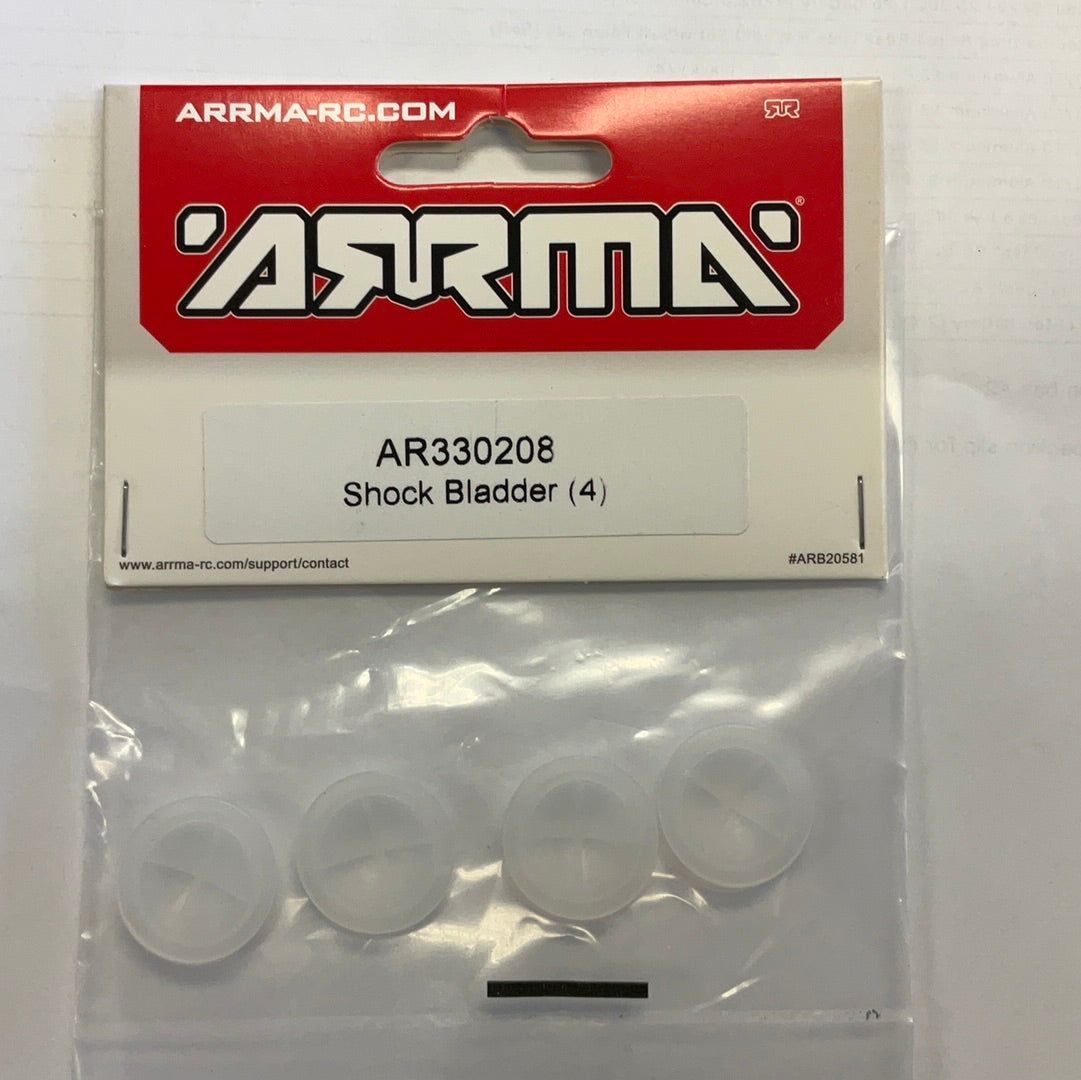 ARRMA-RC.COM
ARRMA®
AR330208
Shock Bladder (4)
www.arrma-rc.com/support/contact
#ARB20581